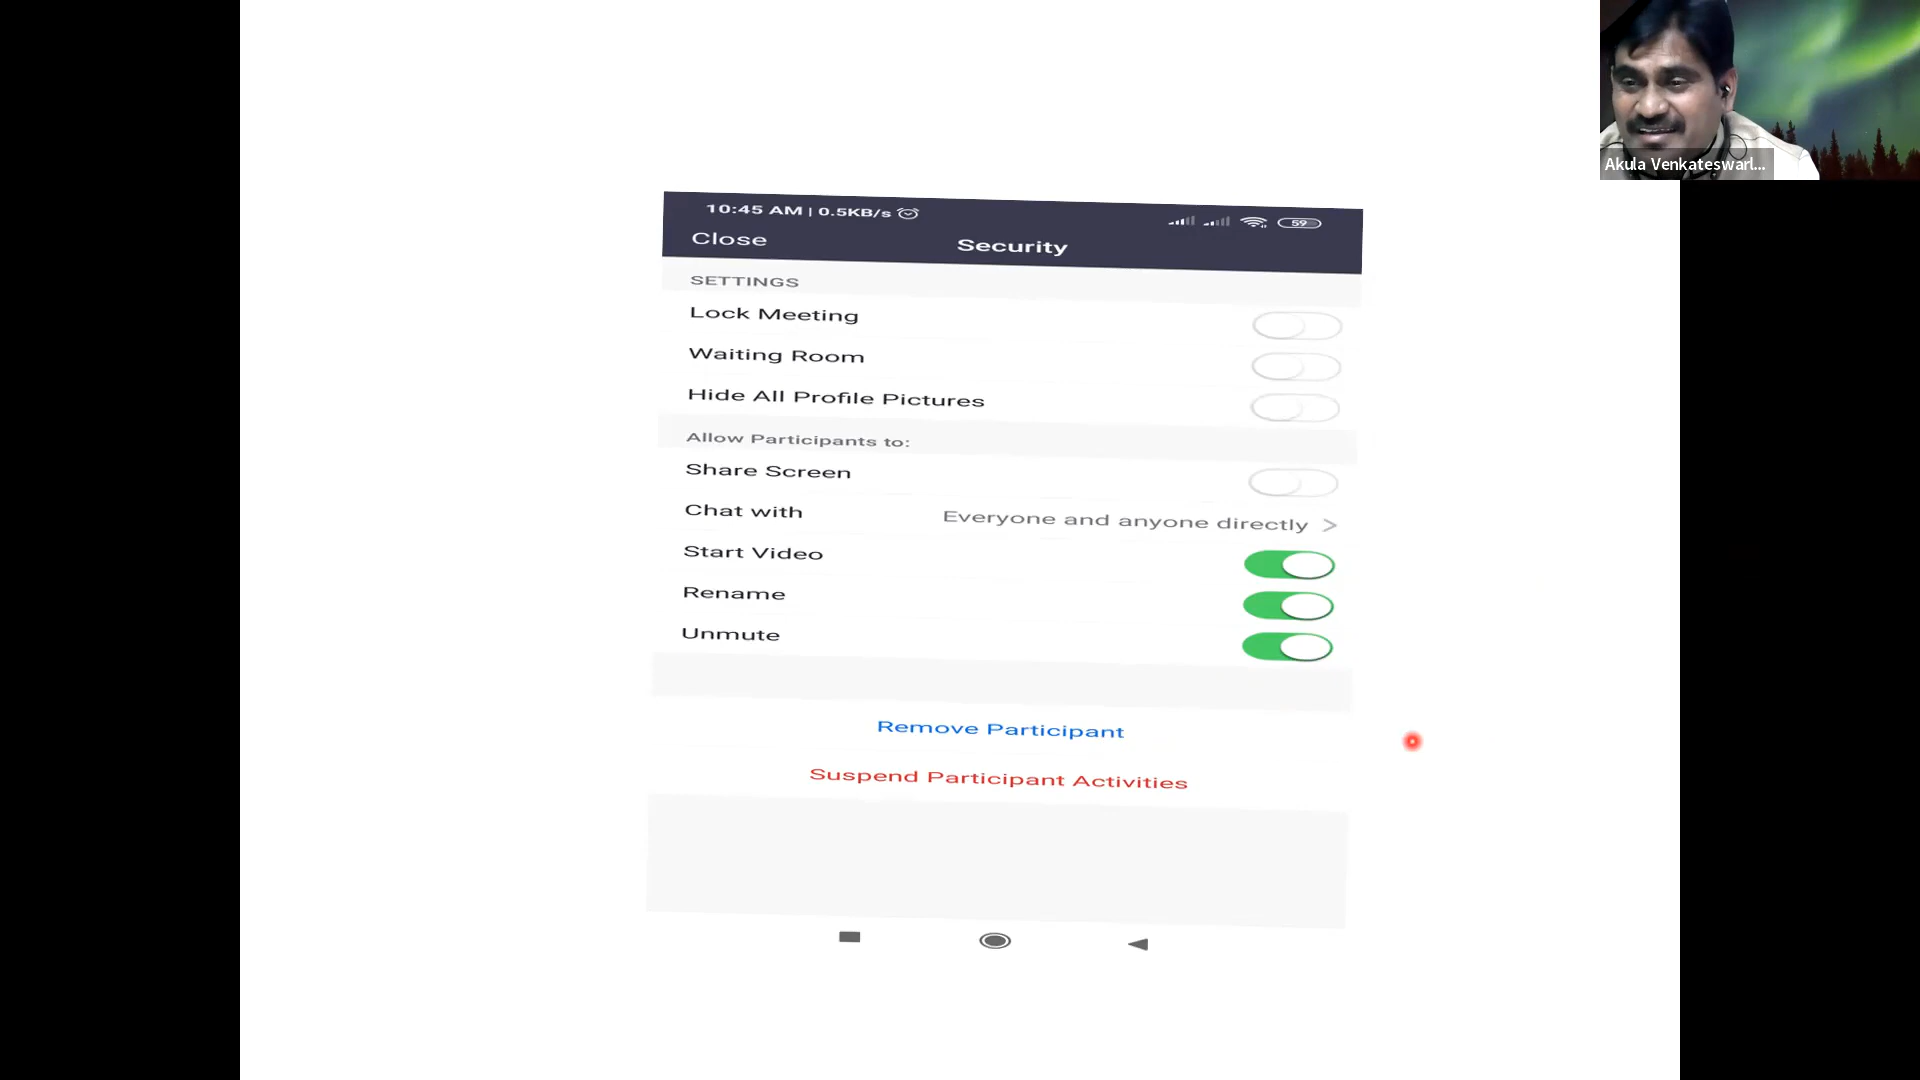 Akula Venkateswarl...
10:45 AM | 0.5KB/s
59
Close
Security
SETTINGS
Lock Meeting
Waiting Room
Hide All Profile Pictures
Allow Participants to:
Share Screen
Chat with Everyone and anyone directly >
Start Video
Rename
Unmute
Remove Participant
Suspend Participant Activities